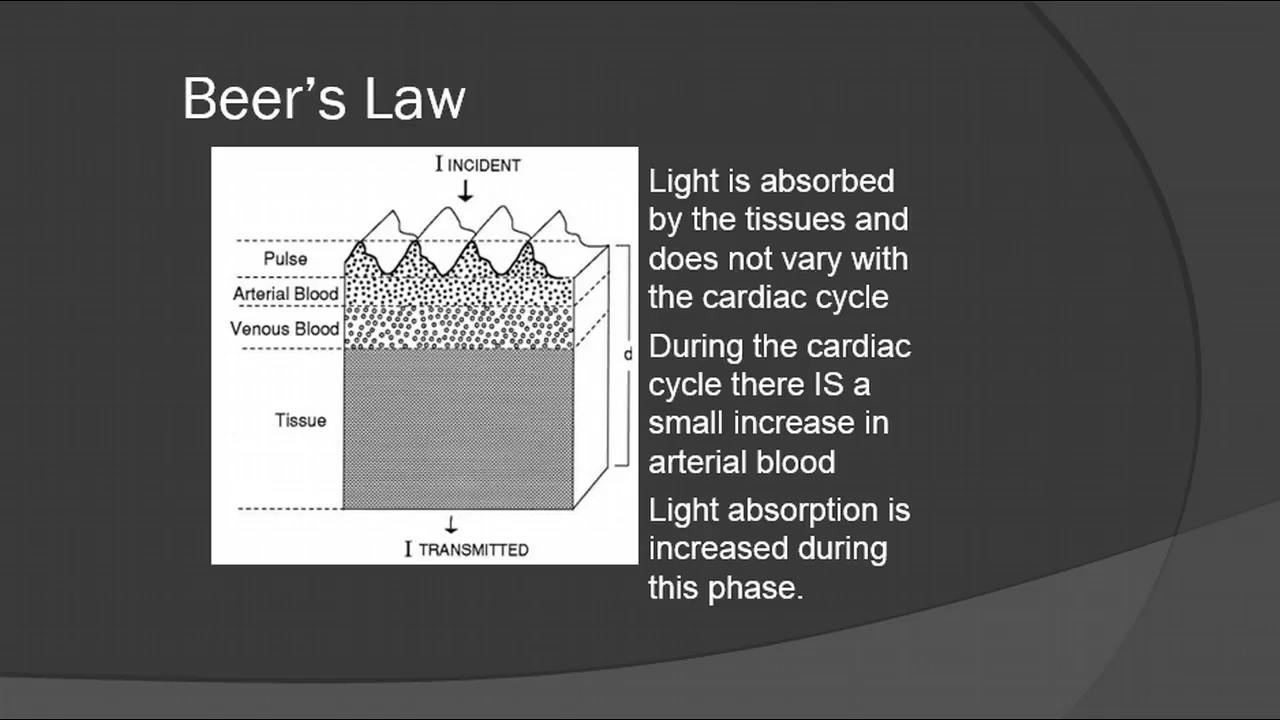 Beer's Law
I INCIDENT
Pulse
Arterial Blood
Venous Blood
d
Tissue
I TRANSMITTED
Light is absorbed
by the tissues and
does not vary with
the cardiac cycle
During the cardiac
cycle there IS a
small increase in
arterial blood
Light absorption is
increased during
this phase.